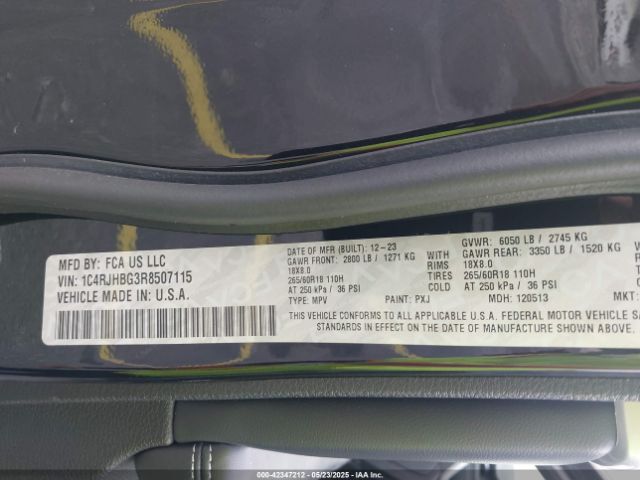 MFD BY: FCA US LLC
VIN: 1C4RJHBG3R8507115
VEHICLE MADE IN: U.S.A.
DATE OF MFR (BUILT): 12-23
GAWR FRONT: 2800 LB / 1271 KG
18X8.0
265/60R18 110H
AT 250 kPa / 36 PSI
TYPE: MPV PAINT: PXJ
GVWR: 6050 LB / 2745 KG
GAWR REAR: 3350 LB / 1520 KG
RIMS 18X8.0
TIRES 265/60R18 110H
COLD AT 250 kPa / 36 PSI
MDH: 120513 MKT:
THIS VEHICLE CONFORMS TO ALL APPLICABLE U.S.A. FEDERAL MOTOR VEHICLE SA
STANDARDS IN EFFECT ON THE DATE OF MANUFACTURE SHOWN ABOVE.
000-42347212 - 05/23/2025 - IAA Inc.